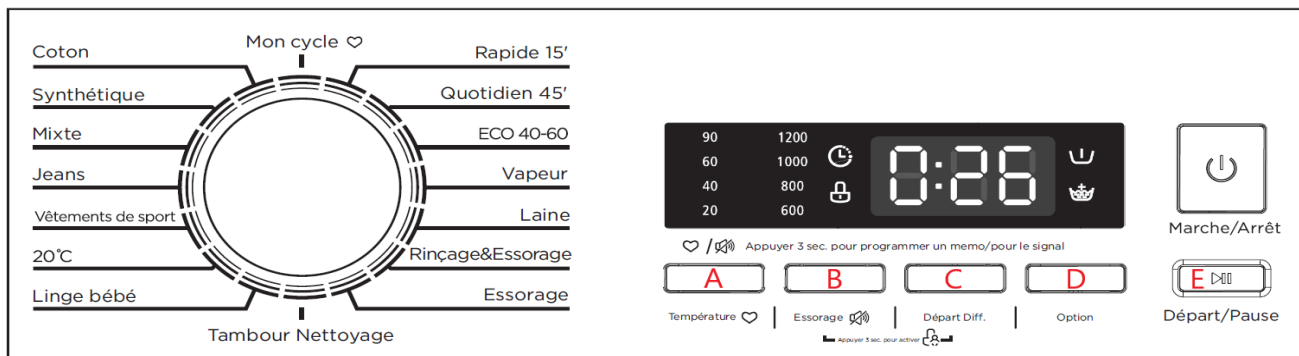 Mon cycle
Coton
Rapide 15'
Synthétique
Quotidien 45'
Mixte
ECO 40-60
Jeans
Vapeur
Vêtements de sport
Laine
20°C
Rinçage&Essorage
Linge bébé
Essorage
Tambour Nettoyage
90 1200
60 1000
40 800
20 600
0:26
Marche/Arrêt
/ Appuyer 3 sec. pour programmer un memo/pour le signal
A B C D E
Température Essorage Départ Diff. Option Départ/Pause
Appuyer 3 sec. pour activer